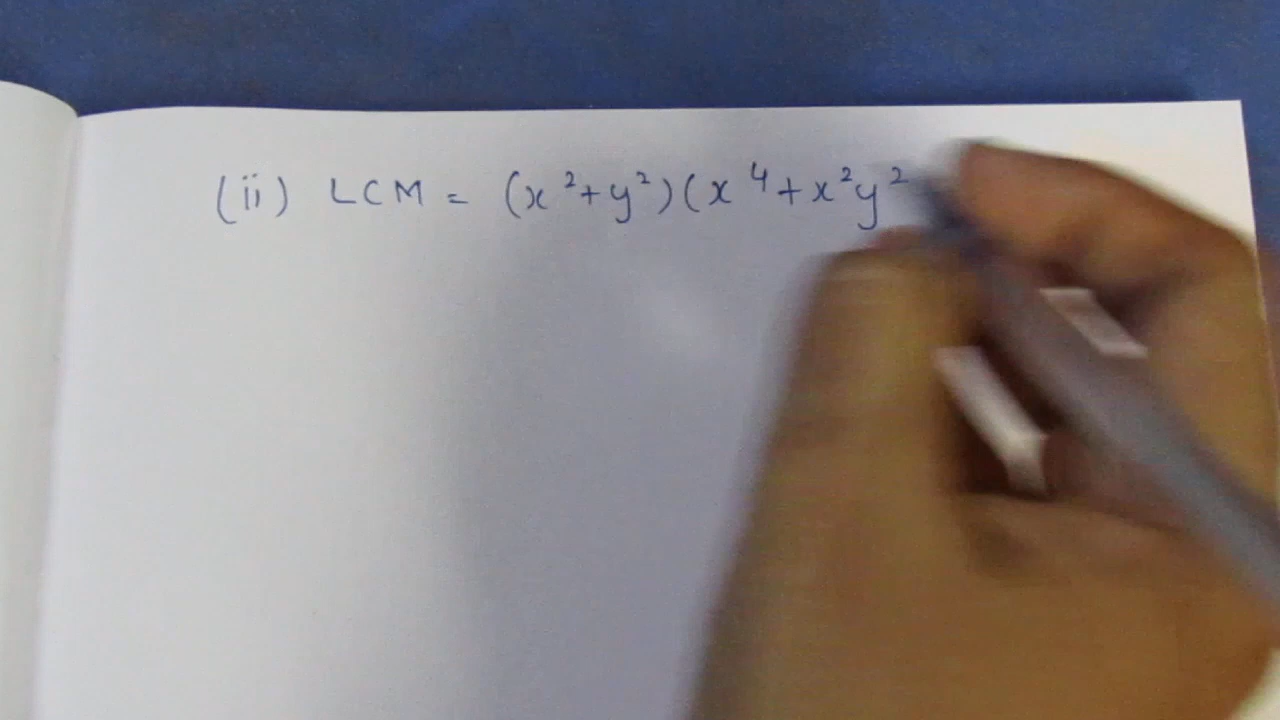 (ii) LCM = (x²+y²)(x⁴+x²y²